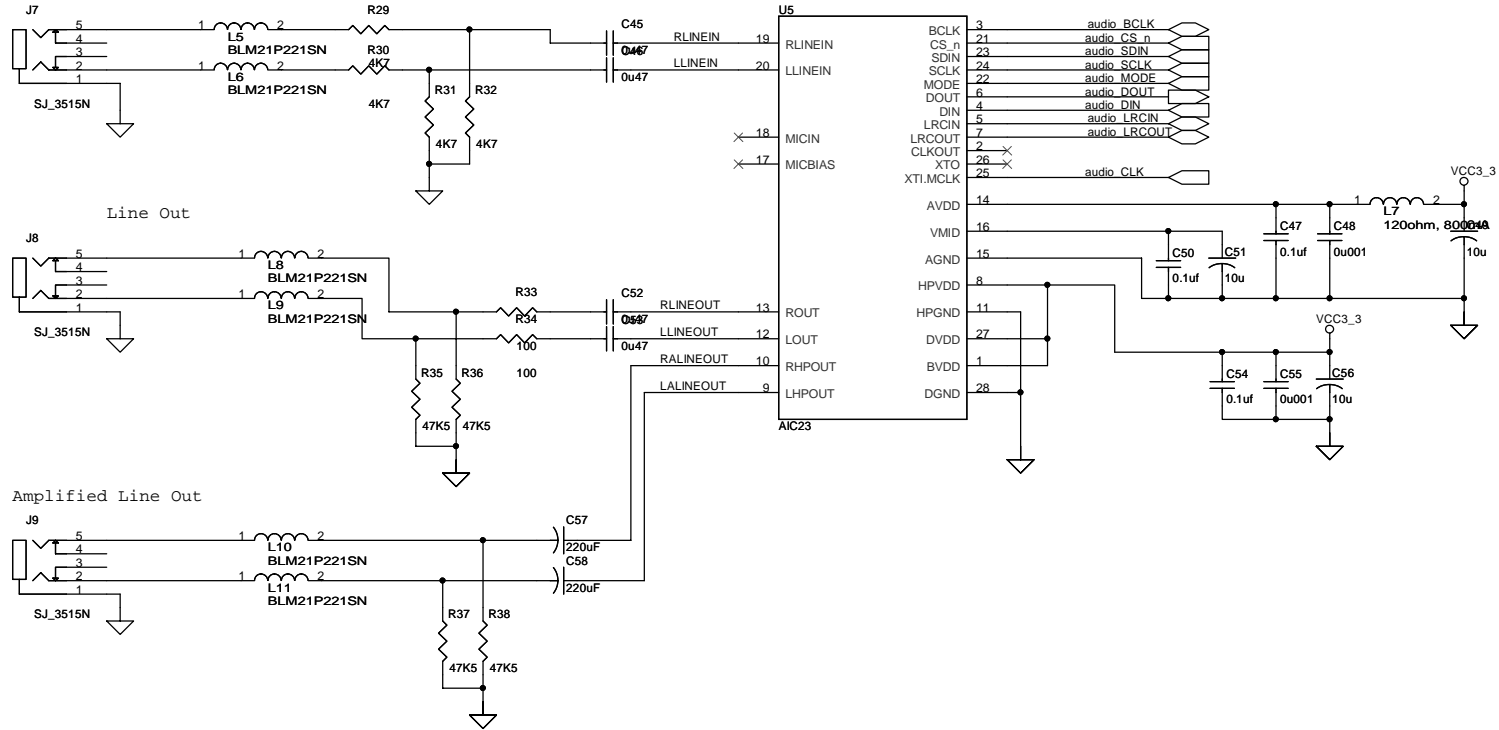 J7
5
4
3
2
1
SJ_3515N
1 2
L5
BLM21P221SN
1 2
L6
BLM21P221SN
R29
R30
4K7
4K7
R31
R32
4K7
4K7
C45
0u47
C46
0u47
RLINEIN
LLINEIN
19
20
18
17
U5
RLINEIN
LLINEIN
MICIN
MICBIAS
BCLK 3 audio_BCLK
CS_n 21 audio_CS_n
SDIN 23 audio_SDIN
SCLK 24 audio_SCLK
MODE 22 audio_MODE
DOUT 6 audio_DOUT
DIN 4 audio_DIN
LRCIN 5 audio_LRCIN
LRCOUT 7 audio_LRCOUT
CLKOUT 2
XTO 26
XTI.MCLK 25 audio_CLK
AVDD 14
VMID 16
AGND 15
HPVDD 8
HPGND 11
DVDD 27
BVDD 1
DGND 28
VCC3_3
1 2
L7
120ohm, 800mA
C47
0.1uf
C48
0u001
C49
10u
C50
0.1uf
C51
10u
VCC3_3
C54
0.1uf
C55
0u001
C56
10u
Line Out
J8
5
4
3
2
1
SJ_3515N
1 2
L8
BLM21P221SN
1 2
L9
BLM21P221SN
R33
R34
100
100
R35
R36
47K5
47K5
C52
0u47
C53
0u47
RLINEOUT
LLINEOUT
RALINEOUT
LALINEOUT
13 ROUT
12 LOUT
10 RHPOUT
9 LHPOUT
AIC23
Amplified Line Out
J9
5
4
3
2
1
SJ_3515N
1 2
L10
BLM21P221SN
1 2
L11
BLM21P221SN
C57
220uF
C58
220uF
R37
R38
47K5
47K5